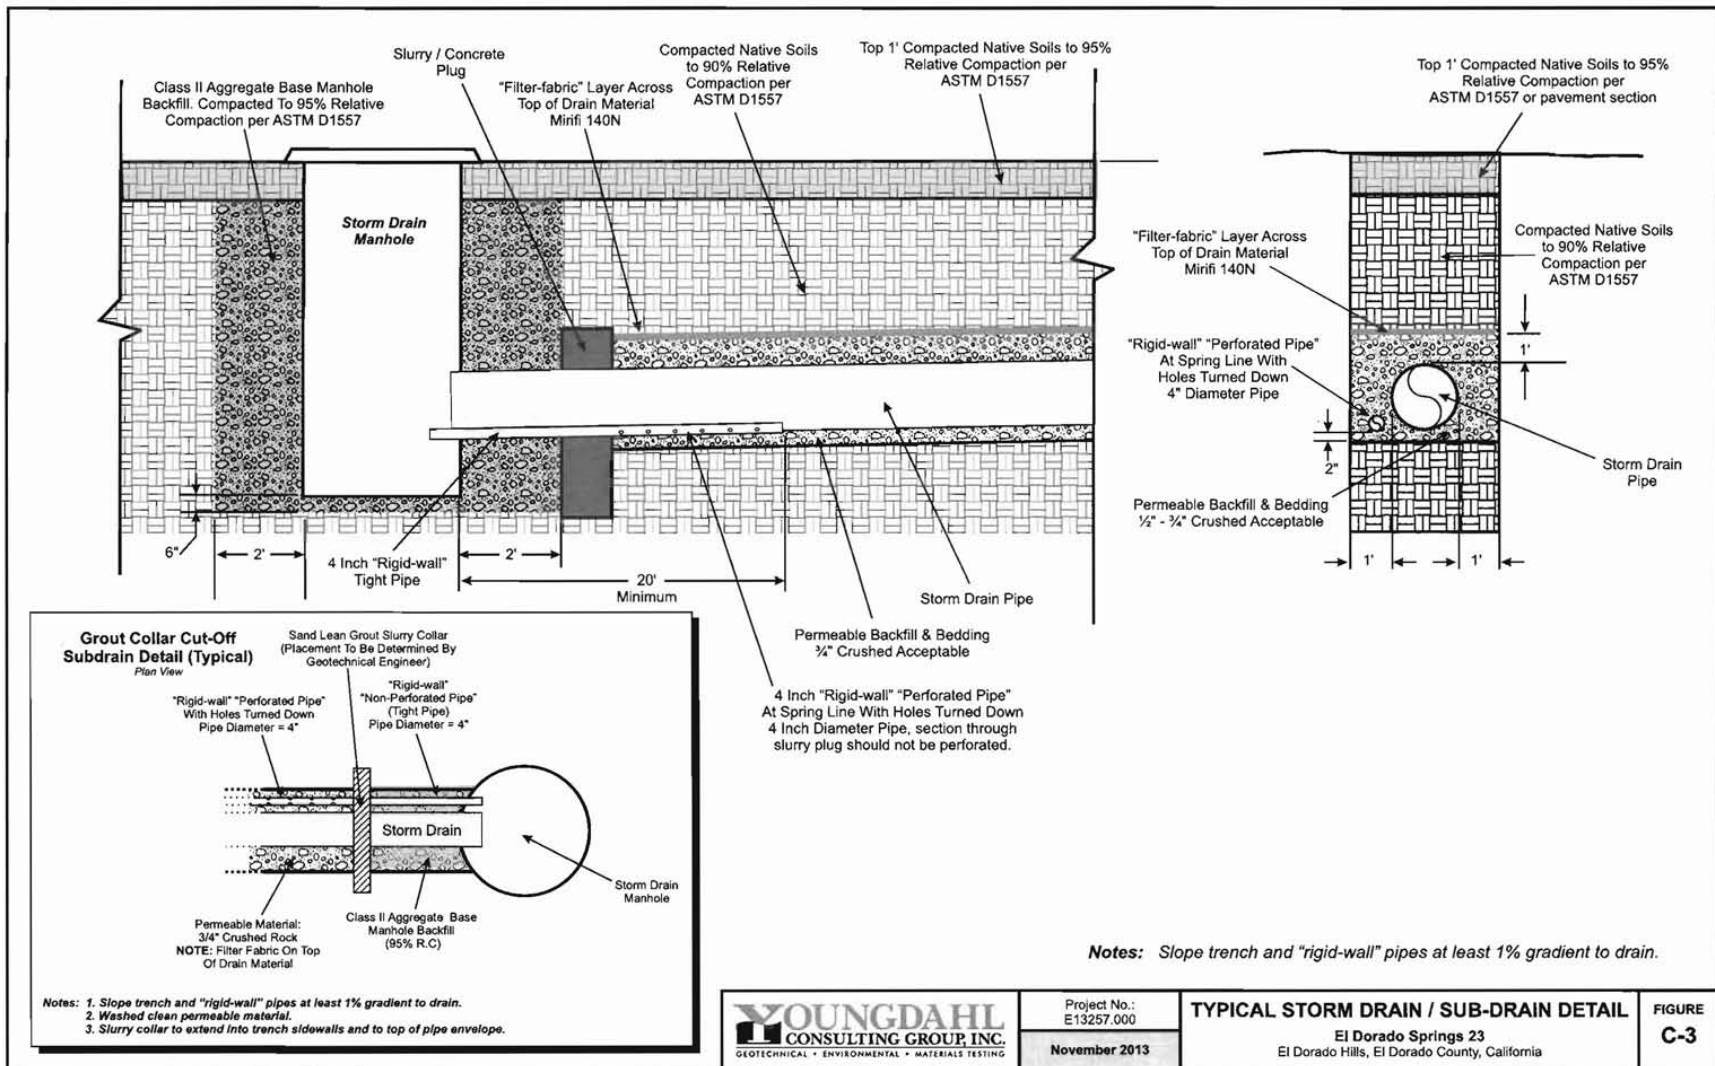 Slurry / Concrete
Plug
Class II Aggregate Base Manhole
Backfill. Compacted To 95% Relative
Compaction per ASTM D1557
"Filter-fabric" Layer Across
Top of Drain Material
Mirifi 140N
Compacted Native Soils
to 90% Relative
Compaction per
ASTM D1557
Top 1' Compacted Native Soils to 95%
Relative Compaction per
ASTM D1557
Top 1' Compacted Native Soils to 95%
Relative Compaction per
ASTM D1557 or pavement section
Storm Drain
Manhole
"Filter-fabric" Layer Across
Top of Drain Material
Mirifi 140N
Compacted Native Soils
to 90% Relative
Compaction per
ASTM D1557
"Rigid-wall" "Perforated Pipe"
At Spring Line With
Holes Turned Down
4" Diameter Pipe
1'
2"
Storm Drain
Pipe
Permeable Backfill & Bedding
½" - ¾" Crushed Acceptable
1'
1'
6"
2'
4 Inch "Rigid-wall"
Tight Pipe
2'
20'
Minimum
Storm Drain Pipe
Permeable Backfill & Bedding
¾" Crushed Acceptable
4 Inch "Rigid-wall" "Perforated Pipe"
At Spring Line With Holes Turned Down
4 Inch Diameter Pipe, section through
slurry plug should not be perforated.
Grout Collar Cut-Off
Subdrain Detail (Typical)
Plan View
Sand Lean Grout Slurry Collar
(Placement To Be Determined By
Geotechnical Engineer)
"Rigid-wall" "Perforated Pipe"
With Holes Turned Down
Pipe Diameter = 4"
"Rigid-wall"
"Non-Perforated Pipe"
(Tight Pipe)
Pipe Diameter = 4"
Storm Drain
Storm Drain
Manhole
Permeable Material:
3/4" Crushed Rock
NOTE: Filter Fabric On Top
Of Drain Material
Class II Aggregate Base
Manhole Backfill
(95% R.C)
Notes: 1. Slope trench and "rigid-wall" pipes at least 1% gradient to drain.
2. Washed clean permeable material.
3. Slurry collar to extend into trench sidewalls and to top of pipe envelope.
Notes: Slope trench and "rigid-wall" pipes at least 1% gradient to drain.
YOUNGDAHL
CONSULTING GROUP, INC.
GEOTECHNICAL • ENVIRONMENTAL • MATERIALS TESTING
Project No.:
E13257.000
November 2013
TYPICAL STORM DRAIN / SUB-DRAIN DETAIL
El Dorado Springs 23
El Dorado Hills, El Dorado County, California
FIGURE
C-3